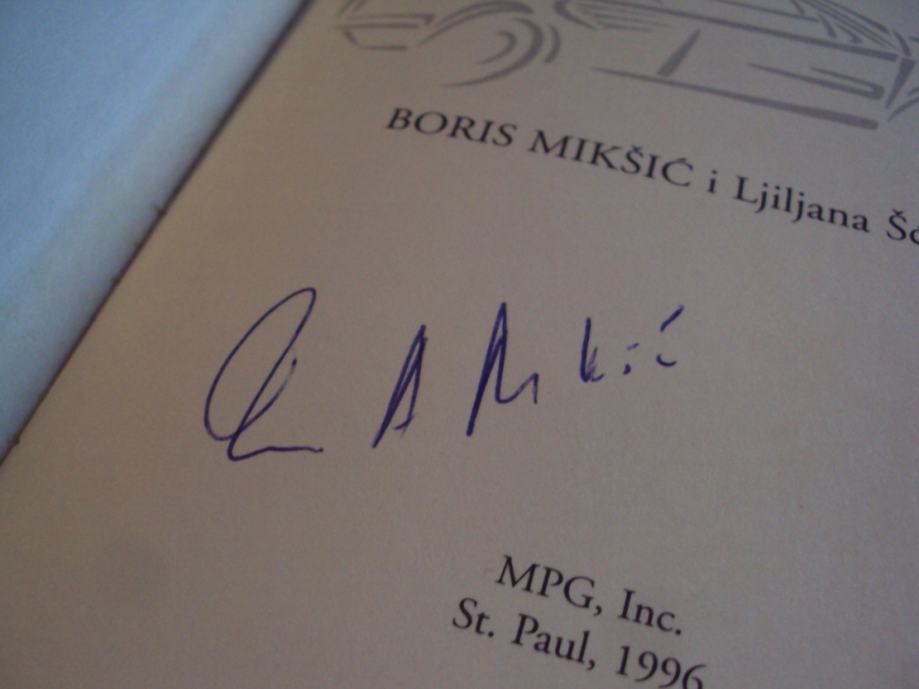 BORIS MIKŠIĆ i Ljiljana
MPG, Inc.
St. Paul, 1996